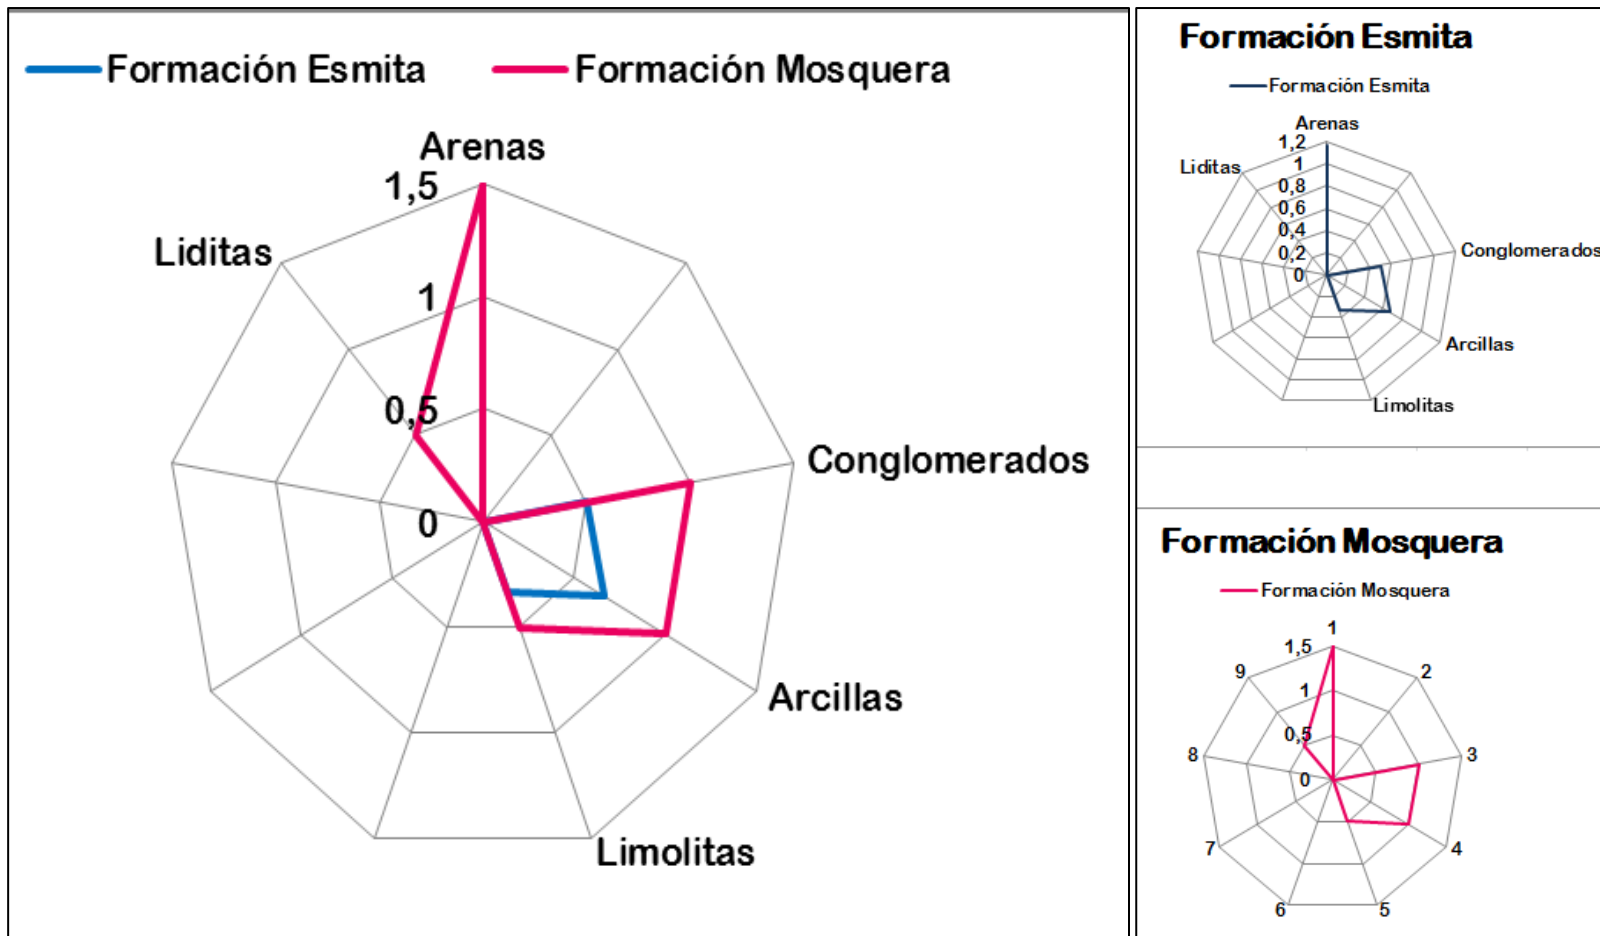 Formación Esmita
Formación Mosquera
Arenas
1,5
Liditas
1
0,5
Conglomerados
0
Arcillas
Limolitas
Formación Esmita
Formación Esmita
Arenas
1,2
Liditas
1
0,8
0,6
0,4
Conglomerados
0,2
0
Arcillas
Limolitas
Formación Mosquera
Formación Mosquera
1
1,5
9
2
1
0,5
8
3
0
7
4
6
5